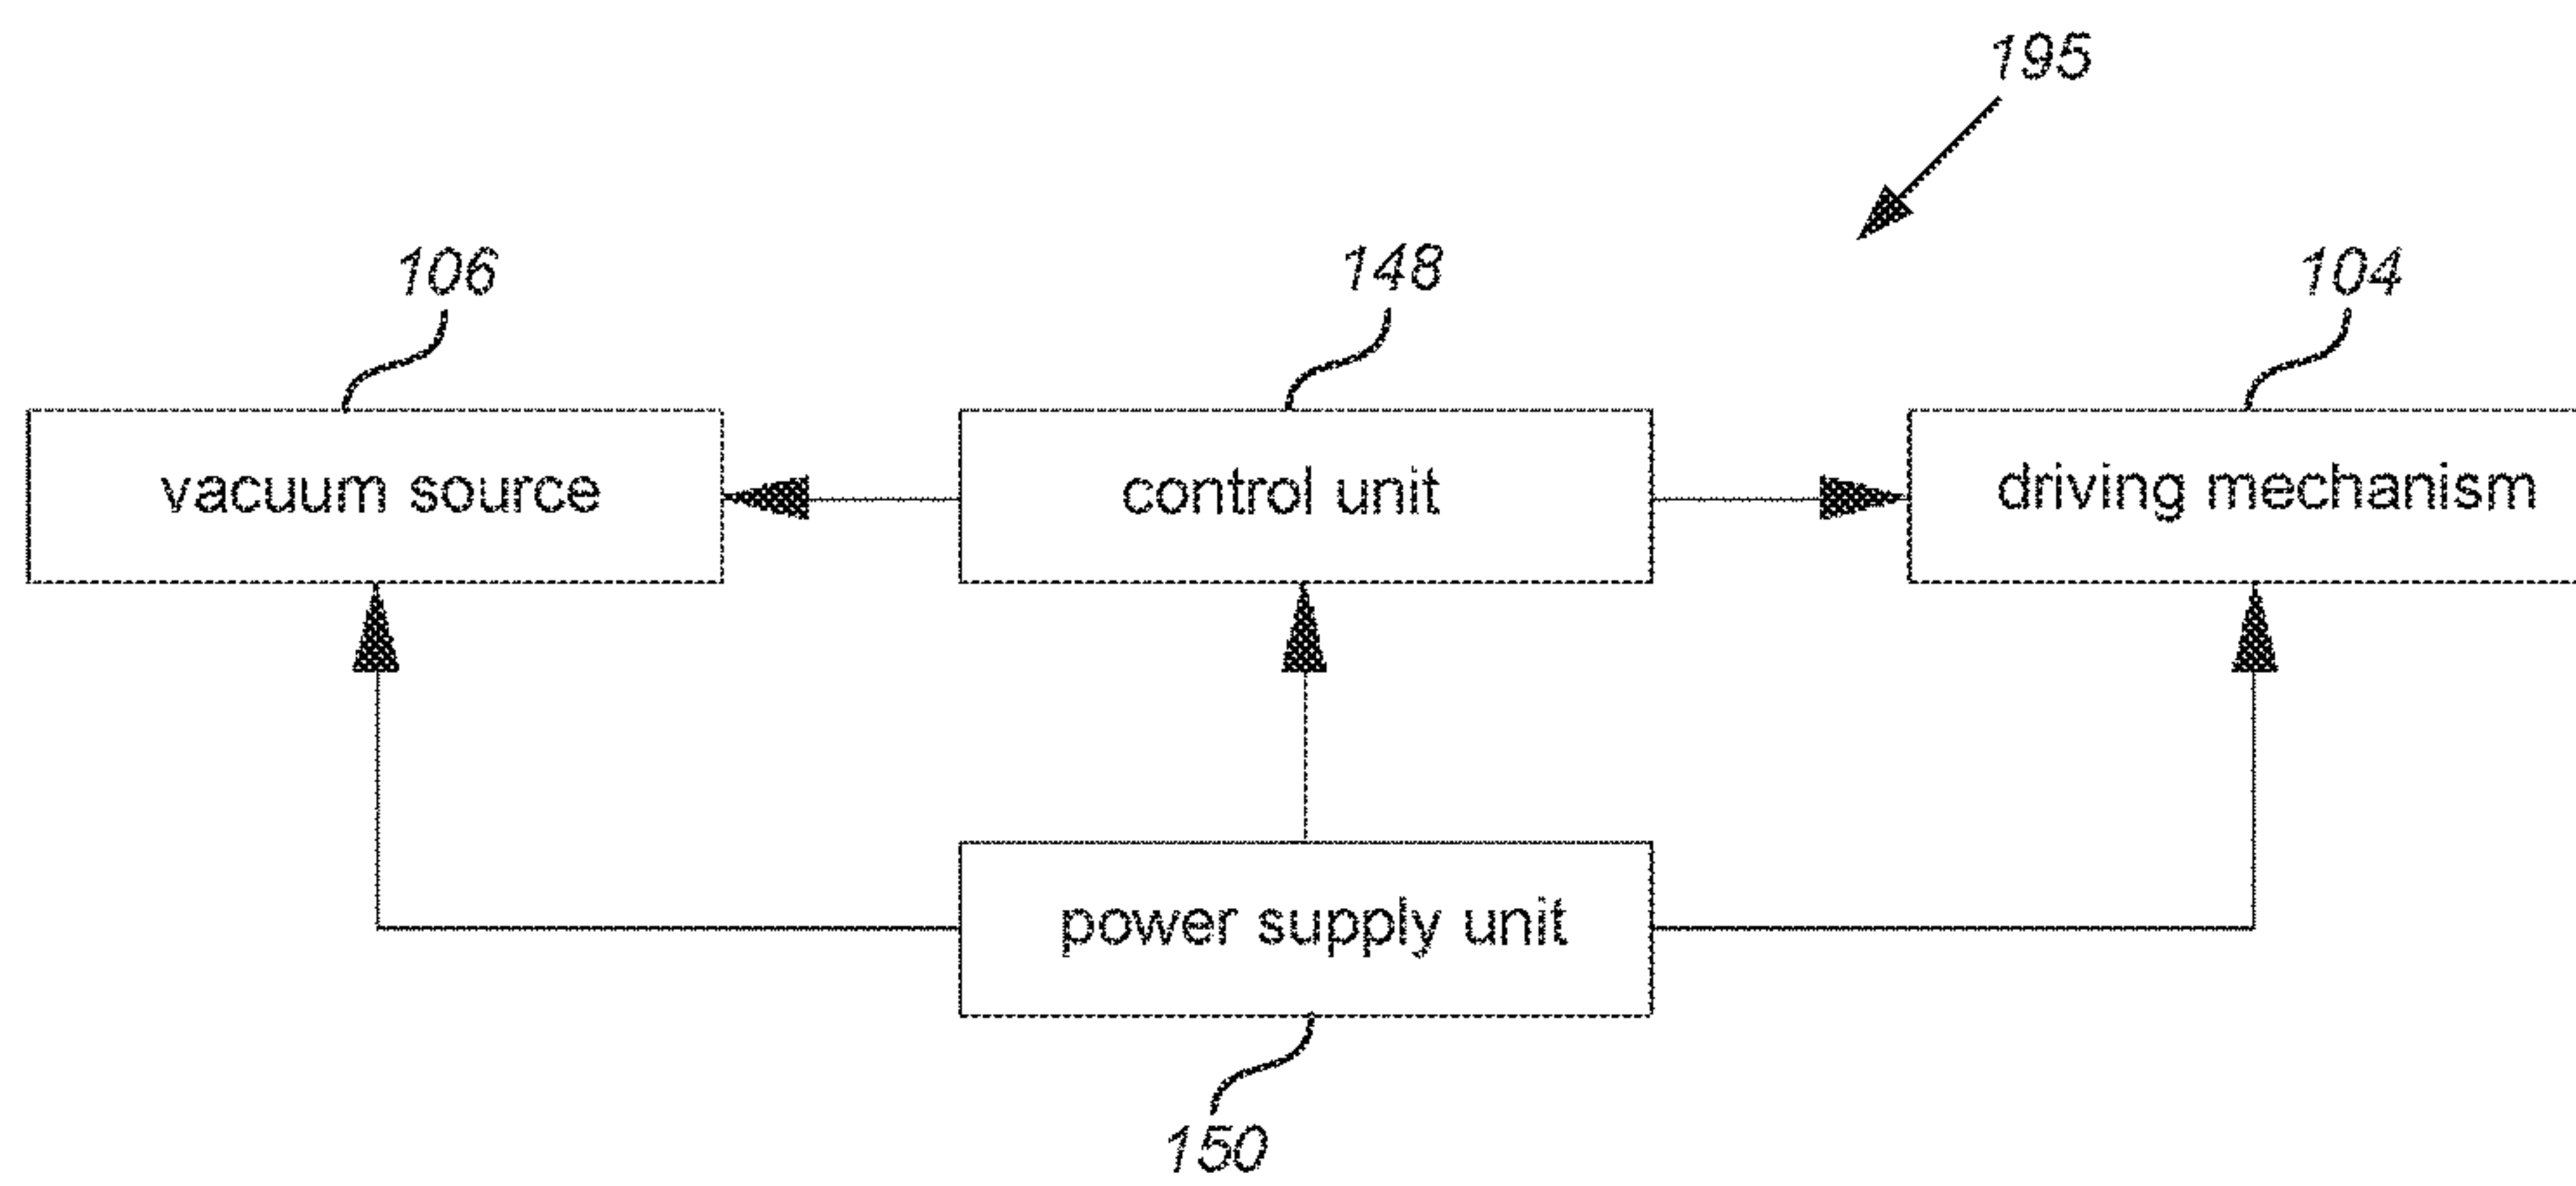 195
106
148
104
vacuum source
control unit
driving mechanism
power supply unit
150